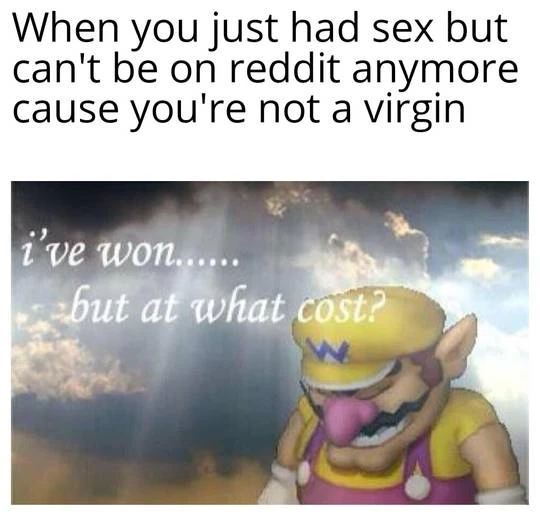 When you just had sex but
can't be on reddit anymore
cause you're not a virgin
i've won......
but at what cost?
W